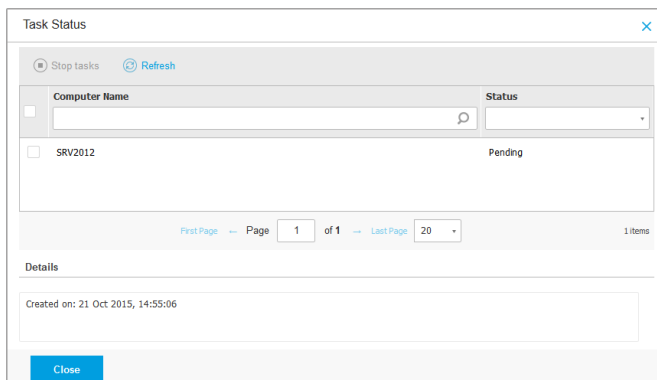 Task Status
Stop tasks Refresh
Computer Name Status
SRV2012 Pending
First Page ← Page 1 of 1 → Last Page 20 1 items
Details
Created on: 21 Oct 2015, 14:55:06
Close